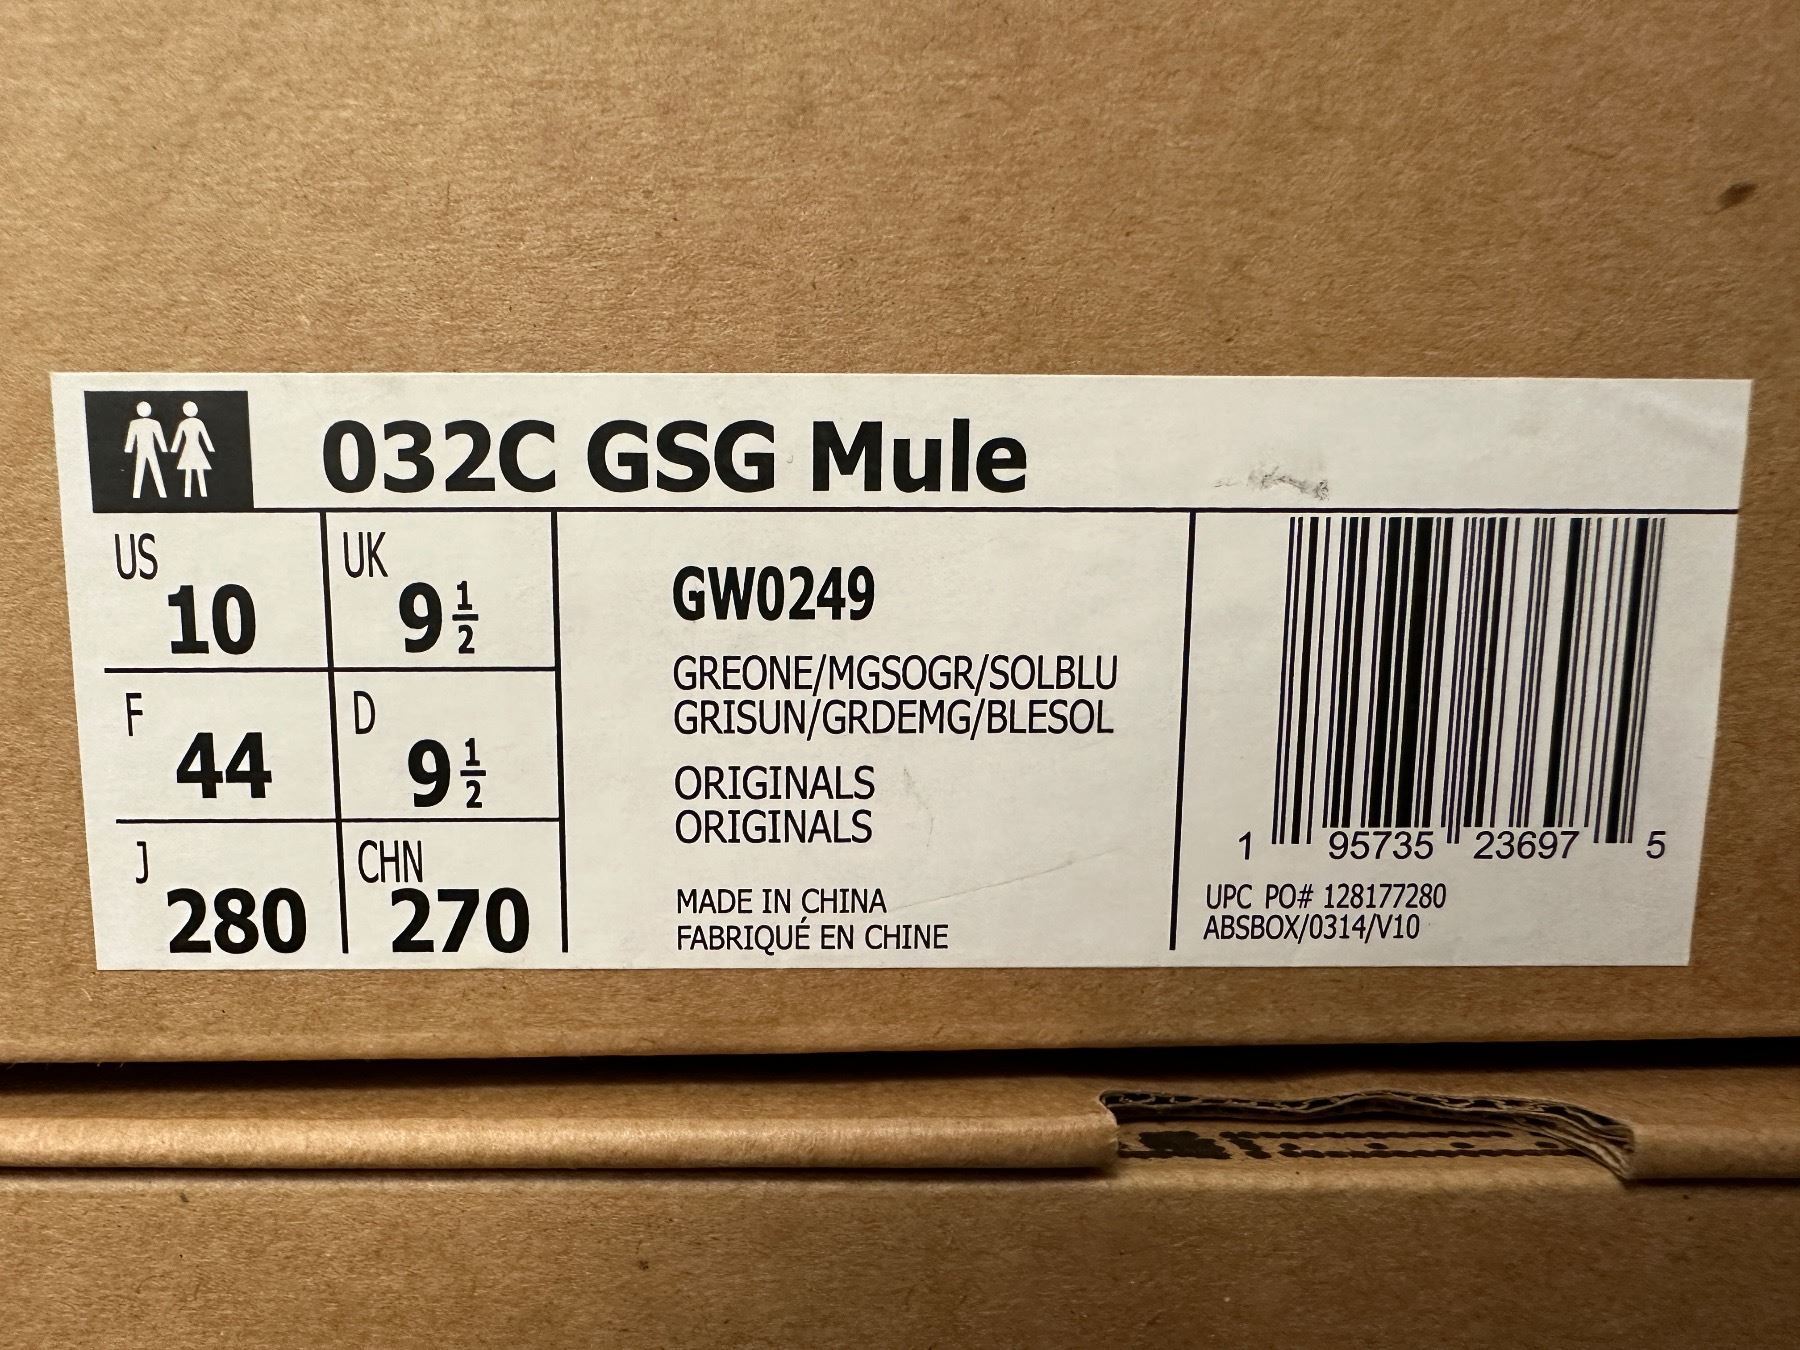 032C GSG Mule
US 10
UK 9 1/2
F 44
D 9 1/2
J 280
CHN 270
GW0249
GREONE/MGSOGR/SOLBLU
GRISUN/GRDEMG/BLESOL
ORIGINALS
ORIGINALS
MADE IN CHINA
FABRIQUÉ EN CHINE
1 95735 23697 5
UPC PO# 128177280
ABSBOX/0314/V10